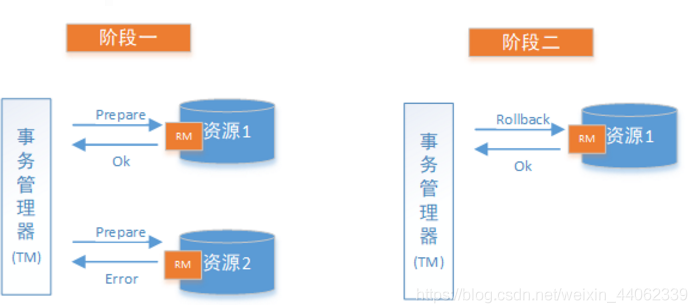 阶段一
阶段二
事务管理器
(TM)
Prepare
Ok
RM
资源1
Prepare
Error
RM
资源2
事务管理器
(TM)
Rollback
Ok
RM
资源1
https://blog.csdn.net/weixin_44062339